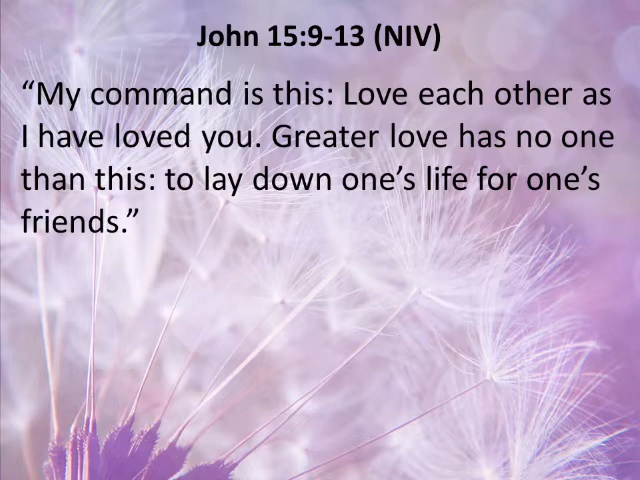 John 15:9-13 (NIV)
“My command is this: Love each other as
I have loved you. Greater love has no one
than this: to lay down one’s life for one’s
friends.”